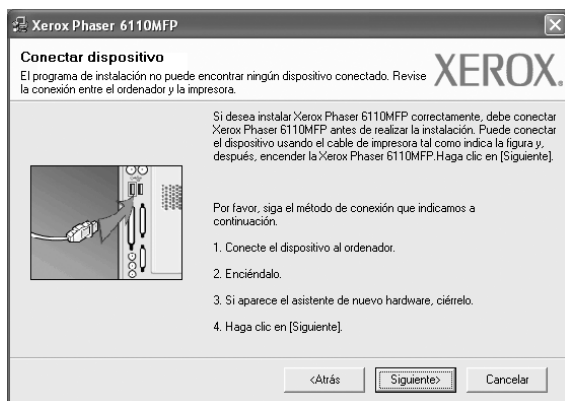 Xerox Phaser 6110MFP
Conectar dispositivo
El programa de instalación no puede encontrar ningún dispositivo conectado. Revise
la conexión entre el ordenador y la impresora.
XEROX.
Si desea instalar Xerox Phaser 6110MFP correctamente, debe conectar
Xerox Phaser 6110MFP antes de realizar la instalación. Puede conectar
el dispositivo usando el cable de impresora tal como indica la figura y,
después, encender la Xerox Phaser 6110MFP.Haga clic en [Siguiente].
Por favor, siga el método de conexión que indicamos a
continuación.
1. Conecte el dispositivo al ordenador.
2. Enciéndalo.
3. Si aparece el asistente de nuevo hardware, ciérrelo.
4. Haga clic en [Siguiente].
<Atrás
Siguiente>
Cancelar